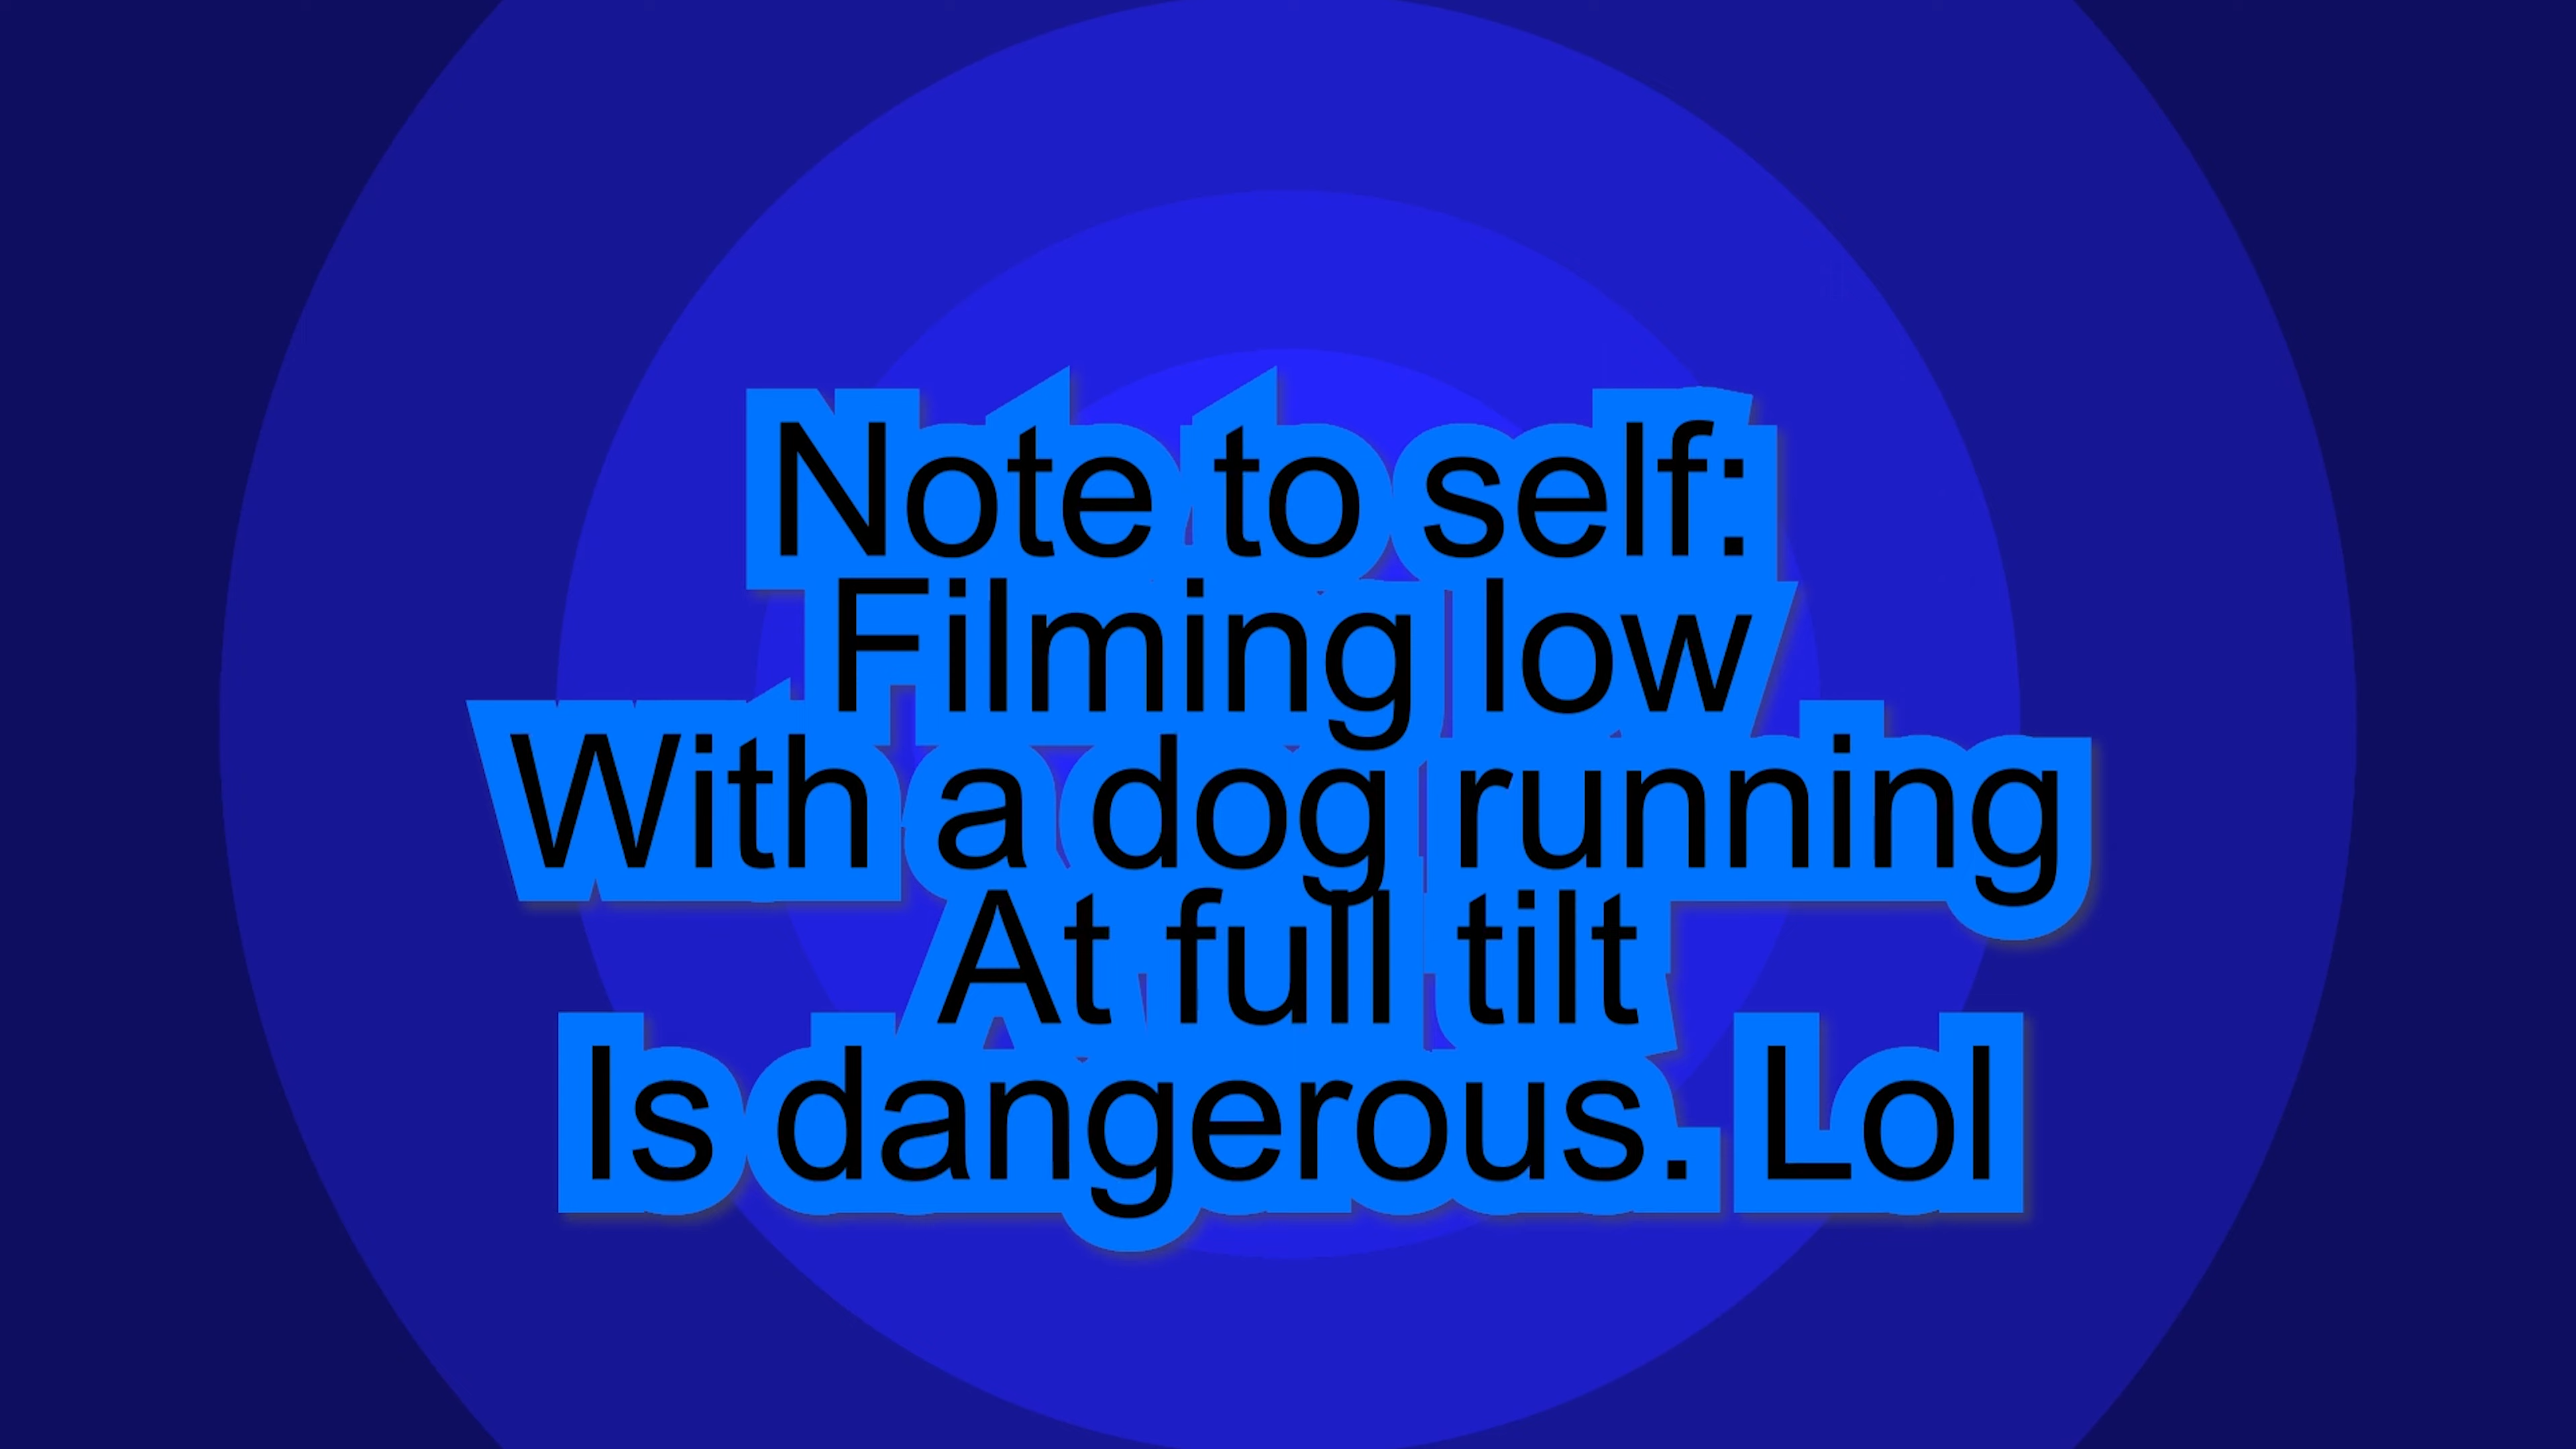 Note to self:
Filming low
With a dog running
At full tilt
Is dangerous. Lol